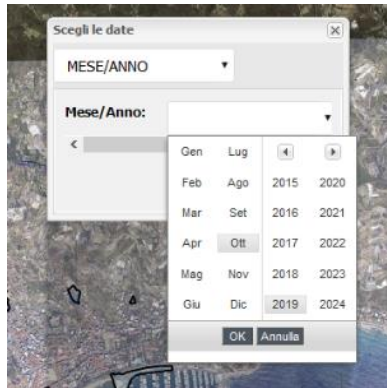 Scegli le date
MESE/ANNO
Mese/Anno:
Gen Lug
Feb Ago 2015 2020
Mar Set 2016 2021
Apr Ott 2017 2022
Mag Nov 2018 2023
Giu Dic 2019 2024
OK Annulla